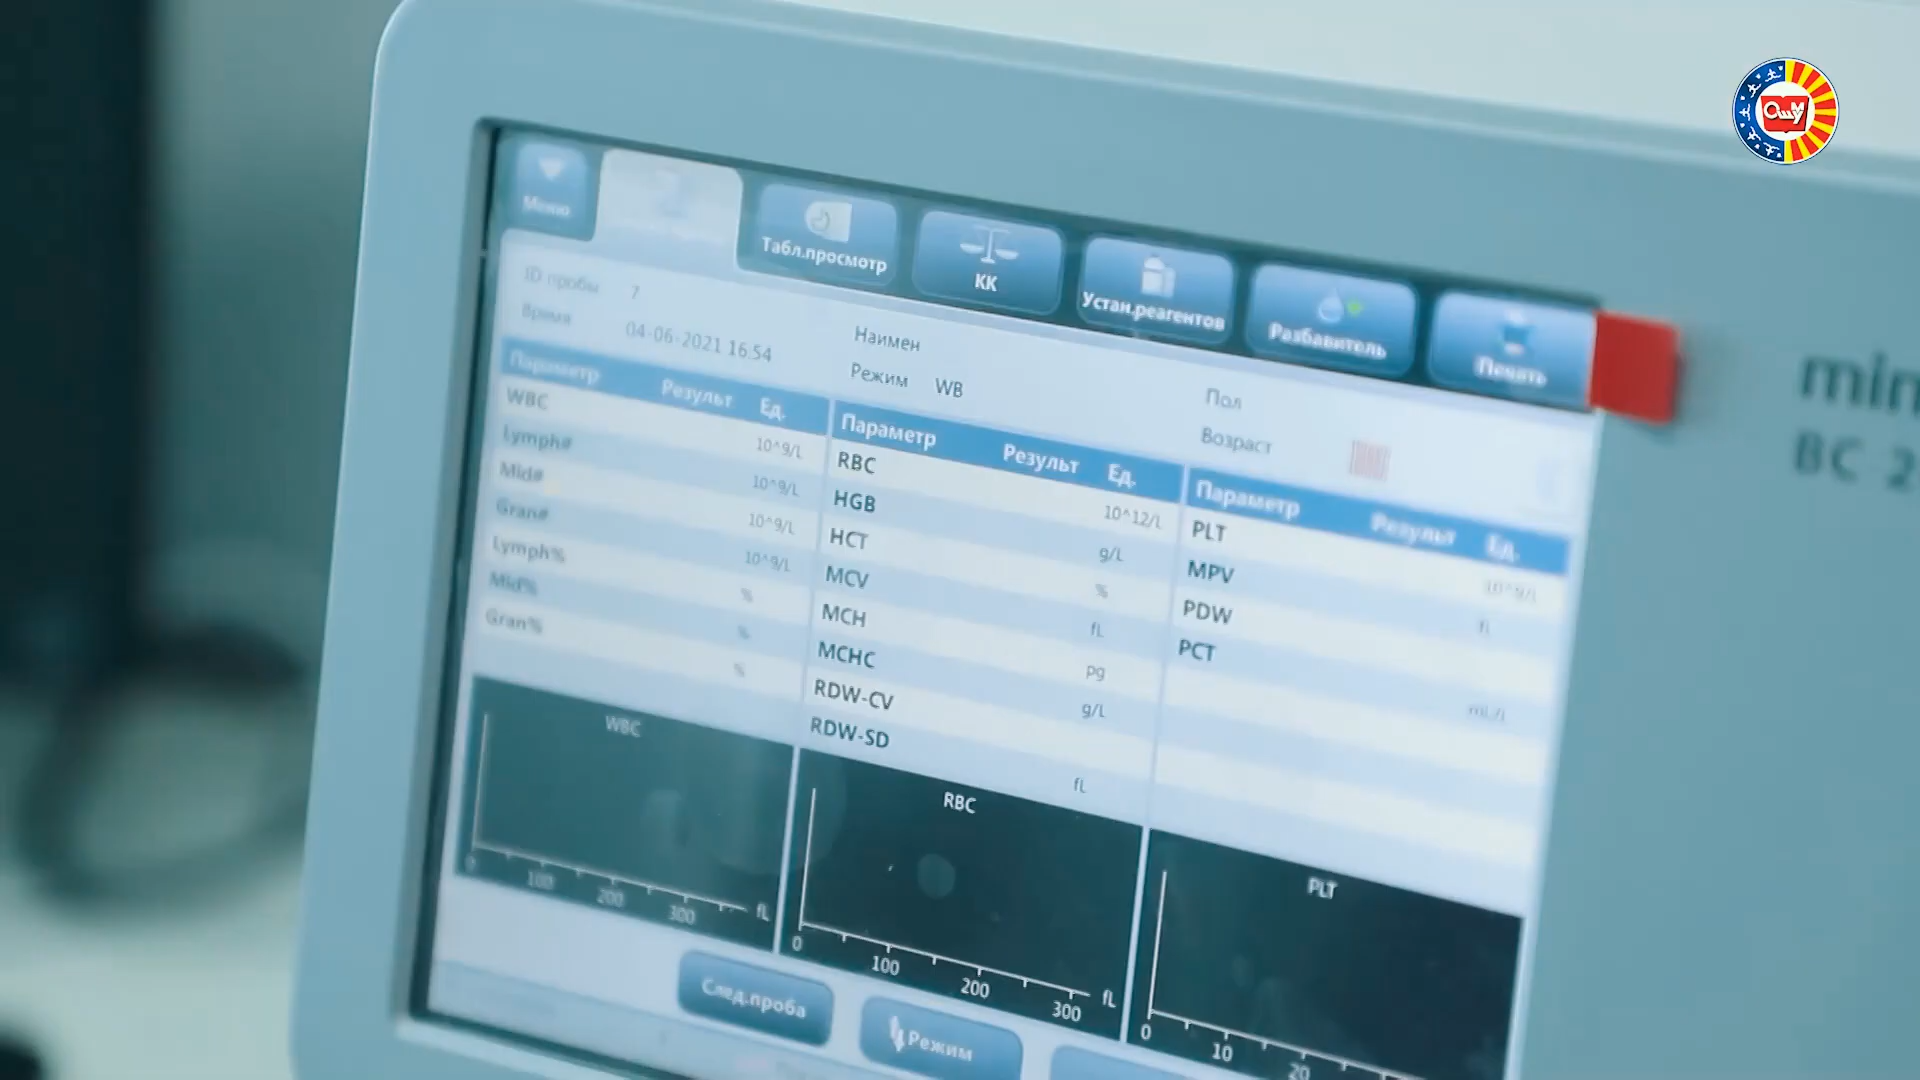 ОшМУ
Меню
Табл.просмотр
КК
Устан.реагентов
Разбавитель
Печать
ID пробы 7
Время 04-06-2021 16:54
Наимен
Режим WB
Пол
Возраст
Параметр Результ Ед.
WBC 10^9/L
Lymph# 10^9/L
Mid# 10^9/L
Gran# 10^9/L
Lymph% %
Mid% %
Gran% %
Параметр Результ Ед.
RBC 10^12/L
HGB g/L
HCT %
MCV fL
MCH pg
MCHC g/L
RDW-CV
RDW-SD fL
Параметр Результ Ед.
PLT 10^9/L
MPV fL
PDW
PCT mL/L
WBC
0 100 200 300 fL
RBC
0 100 200 300 fL
PLT
0 10 20
След.проба
Режим
min
BC 2